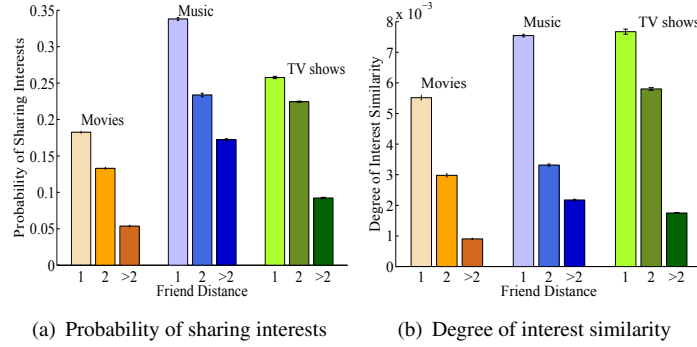 0.35
0.3
0.25
0.2
0.15
0.1
0.05
0
Probability of Sharing Interests
Movies
Music
TV shows
1 2 >2 1 2 >2 1 2 >2
Friend Distance
(a) Probability of sharing interests
8 x 10⁻³
7
6
5
4
3
2
1
0
Degree of Interest Similarity
Movies
Music
TV shows
1 2 >2 1 2 >2 1 2 >2
Friend Distance
(b) Degree of interest similarity